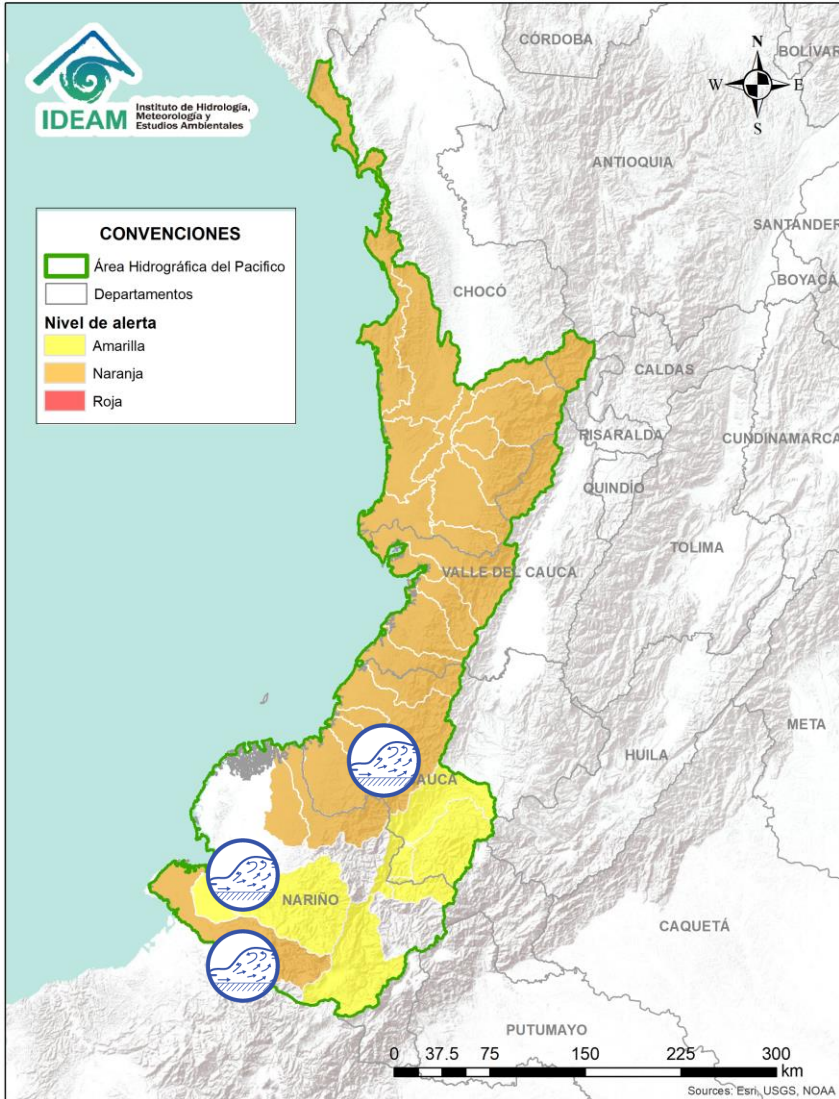 IDEAM
Instituto de Hidrología,
Meteorología y
Estudios Ambientales
N
W E
S
CÓRDOBA
BOLÍVAR
ANTIOQUIA
SANTANDER
BOYACÁ
CONVENCIONES
Área Hidrográfica del Pacifico
Departamentos
Nivel de alerta
Amarilla
Naranja
Roja
CHOCÓ
CALDAS
RISARALDA
CUNDINAMARCA
QUINDÍO
TOLIMA
VALLE DEL CAUCA
META
HUILA
AUCA
NARIÑO
CAQUETÁ
PUTUMAYO
0 37.5 75 150 225 300
km
Sources: Esri, USGS, NOAA